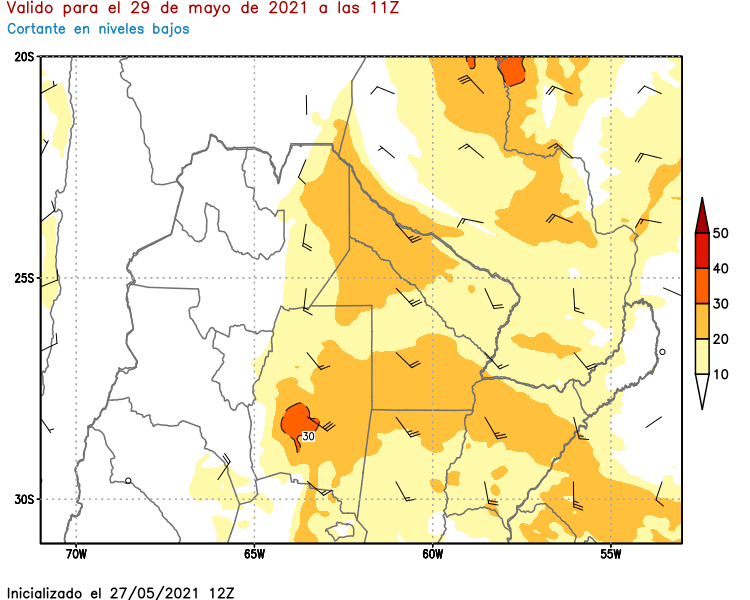 Valido para el 29 de mayo de 2021 a las 11Z
Cortante en niveles bajos
20S
25S
30S
30
70W
65W
60W
55W
50
40
30
20
10
Inicializado el 27/05/2021 12Z